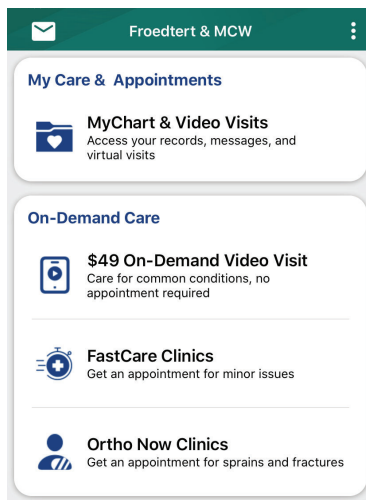 Froedtert & MCW
My Care & Appointments
MyChart & Video Visits
Access your records, messages, and
virtual visits
On-Demand Care
$49 On-Demand Video Visit
Care for common conditions, no
appointment required
FastCare Clinics
Get an appointment for minor issues
Ortho Now Clinics
Get an appointment for sprains and fractures